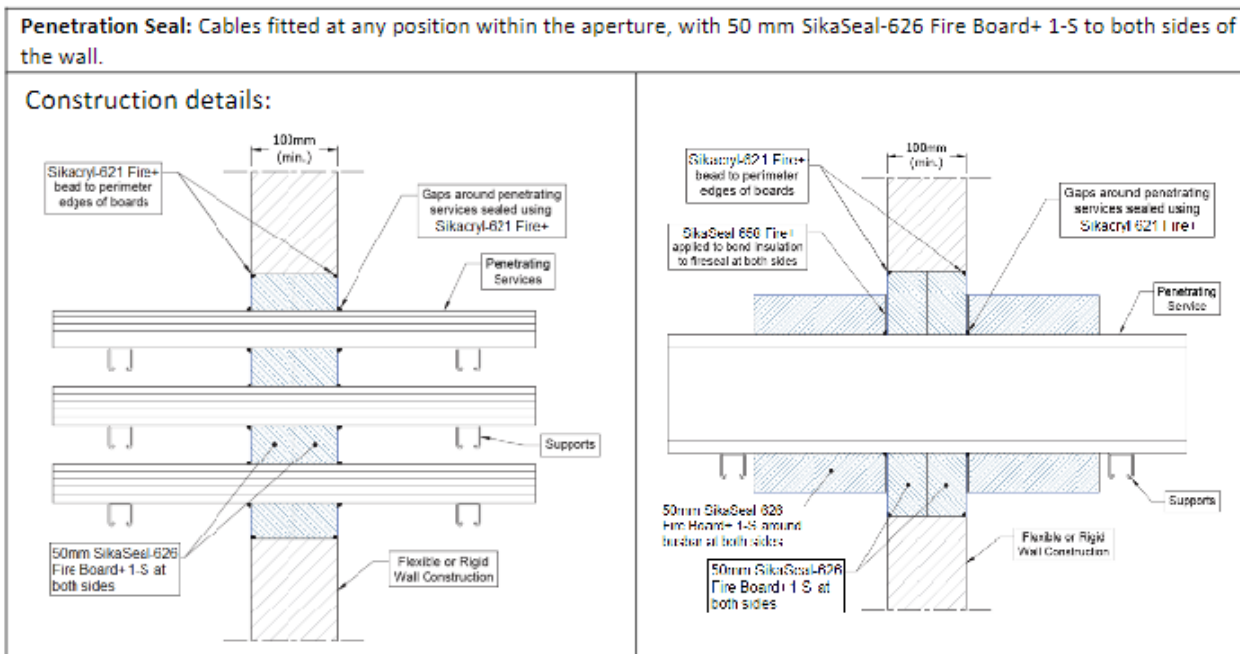 Penetration Seal: Cables fitted at any position within the aperture, with 50 mm SikaSeal-626 Fire Board+ 1-S to both sides of
the wall.
Construction details:
100mm
(min.)
Sikacryl-621 Fire+
bead to perimeter
edges of boards
Gaps around penetrating
services sealed using
Sikacryl-621 Fire+
Penetrating
Services
Supports
50mm SikaSeal-626
Fire Board+ 1-S at
both sides
Flexible or Rigid
Wall Construction
100mm
(min.)
Sikacryl-621 Fire+
bead to perimeter
edges of boards
SikaSeal 658 Fire+
applied to bond insulation
to fireseal at both sides
Gaps around penetrating
services sealed using
Sikacryl 621 Fire+
Penetrating
Service
Supports
50mm SikaSeal 626
Fire Board+ 1-S around
busbar at both sides
50mm SikaSeal-626
Fire Board+ 1 S at
both sides
Flexible or Rigid
Wall Construction